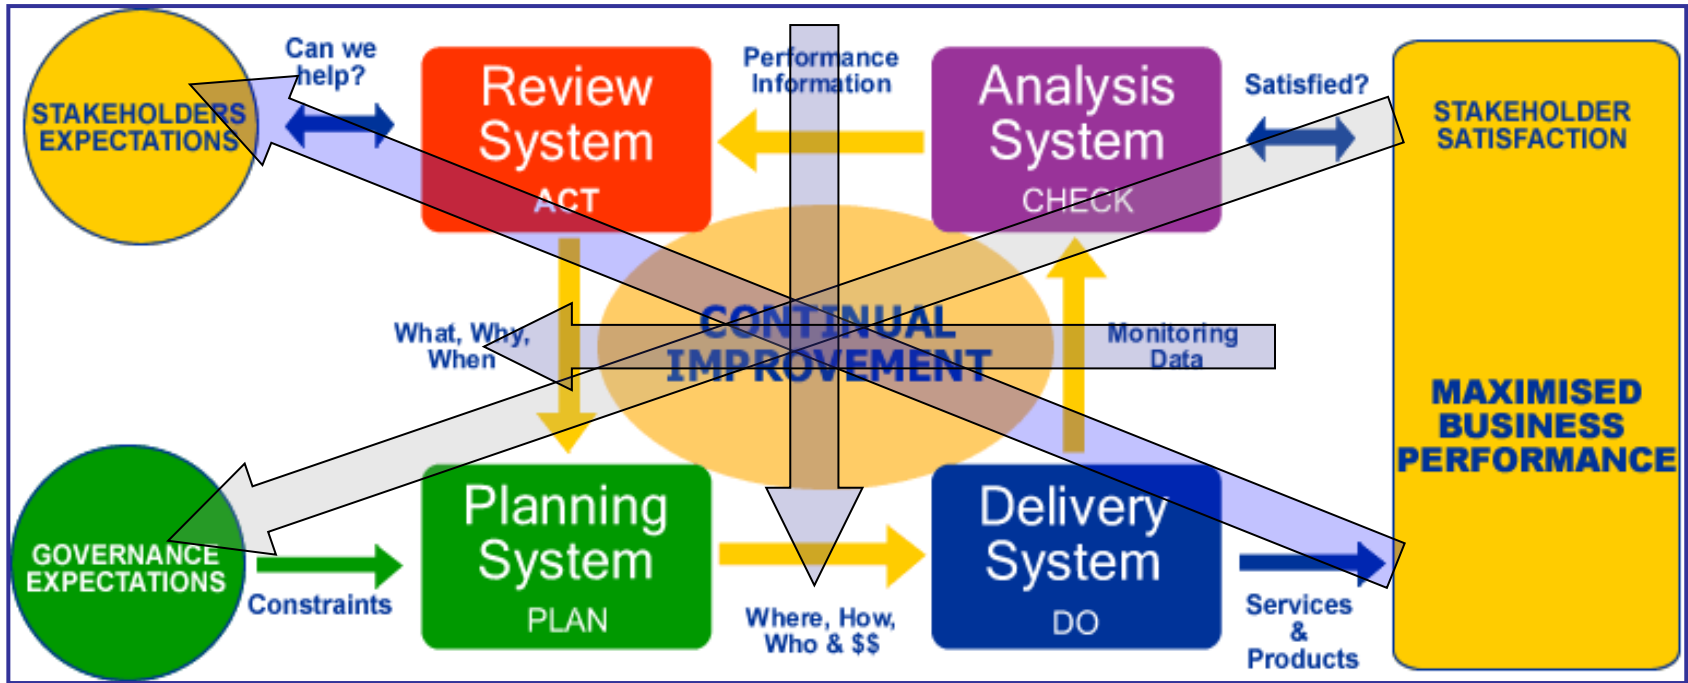 Can we
help?
STAKEHOLDERS
EXPECTATIONS
Review
System
ACT
Performance
Information
Analysis
System
CHECK
Satisfied?
STAKEHOLDER
SATISFACTION
What, Why,
When
CONTINUAL
IMPROVEMENT
Monitoring
Data
MAXIMISED
BUSINESS
PERFORMANCE
GOVERNANCE
EXPECTATIONS
Constraints
Planning
System
PLAN
Where, How,
Who & $$
Delivery
System
DO
Services
&
Products